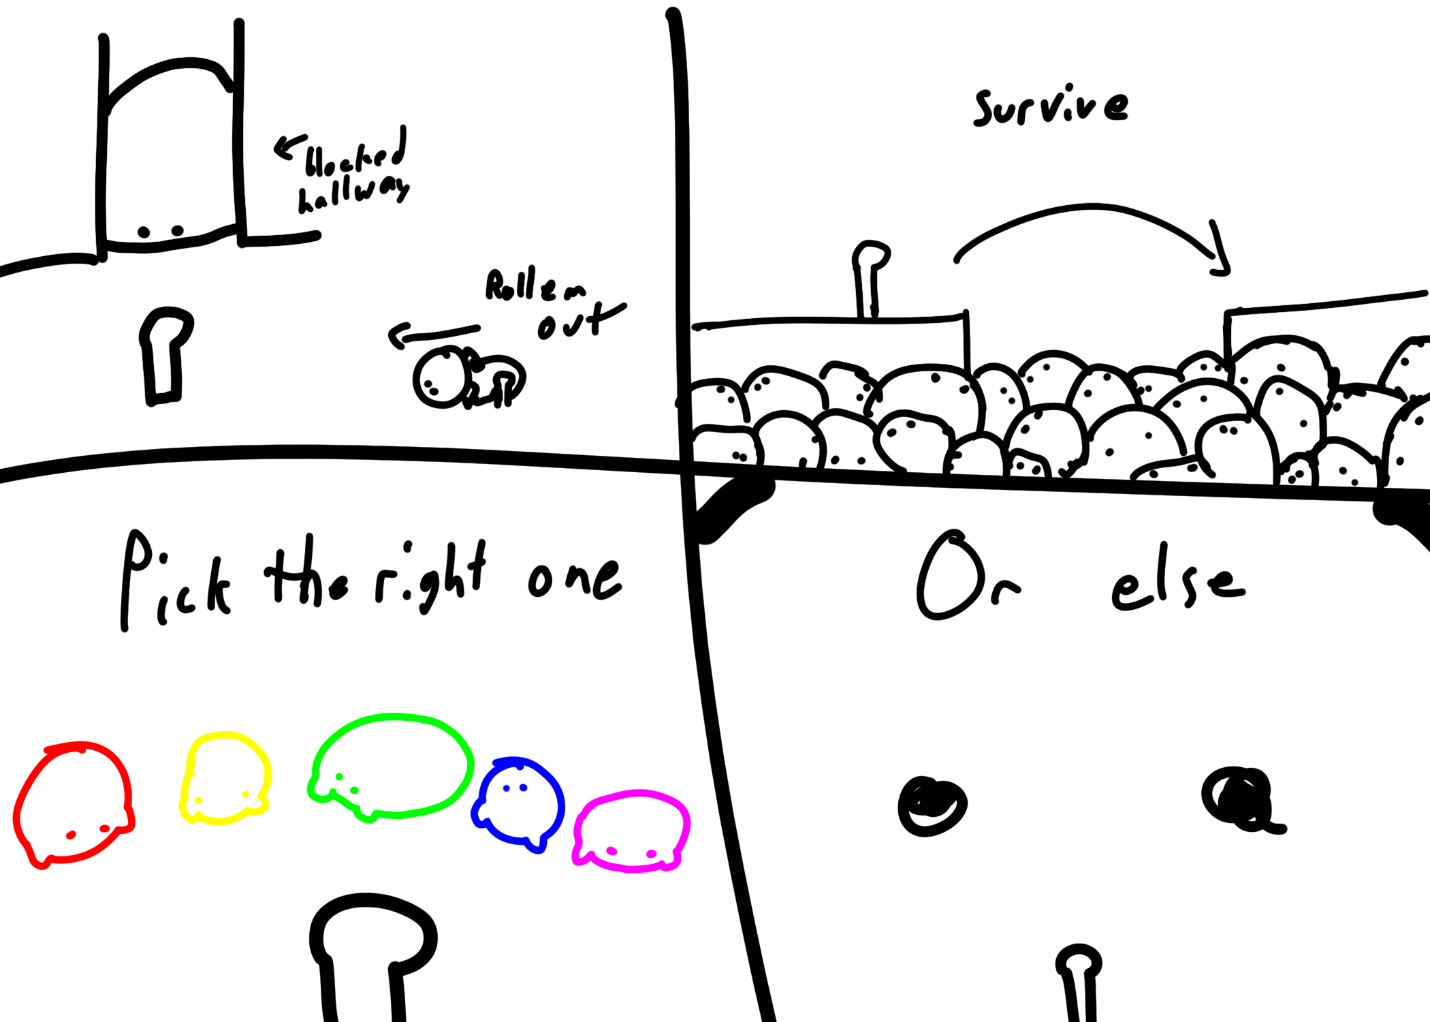 blocked
hallway
Roll em
out
Survive
Pick the right one
Or else